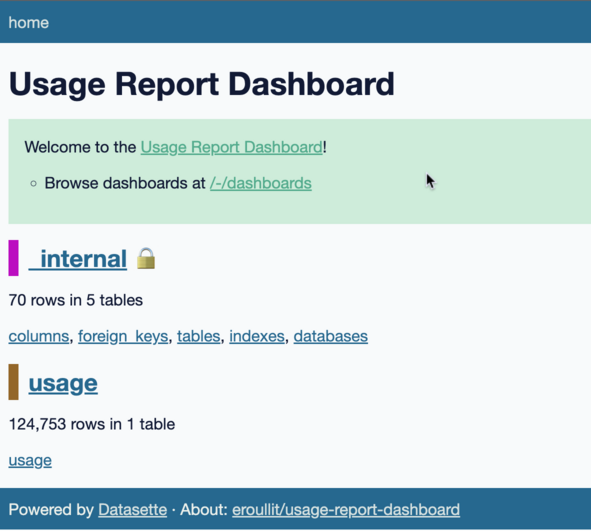 home
Usage Report Dashboard
Welcome to the Usage Report Dashboard!
Browse dashboards at /-/dashboards
_internal
70 rows in 5 tables
columns, foreign_keys, tables, indexes, databases
usage
124,753 rows in 1 table
usage
Powered by Datasette · About: eroullit/usage-report-dashboard